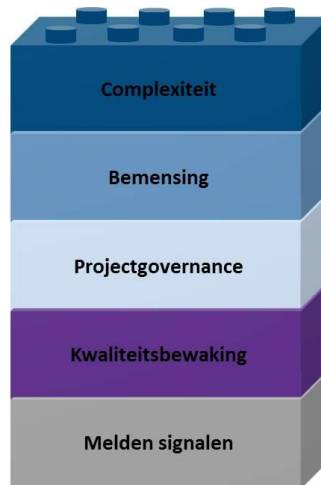 Complexiteit
Bemensing
Projectgovernance
Kwaliteitsbewaking
Melden signalen